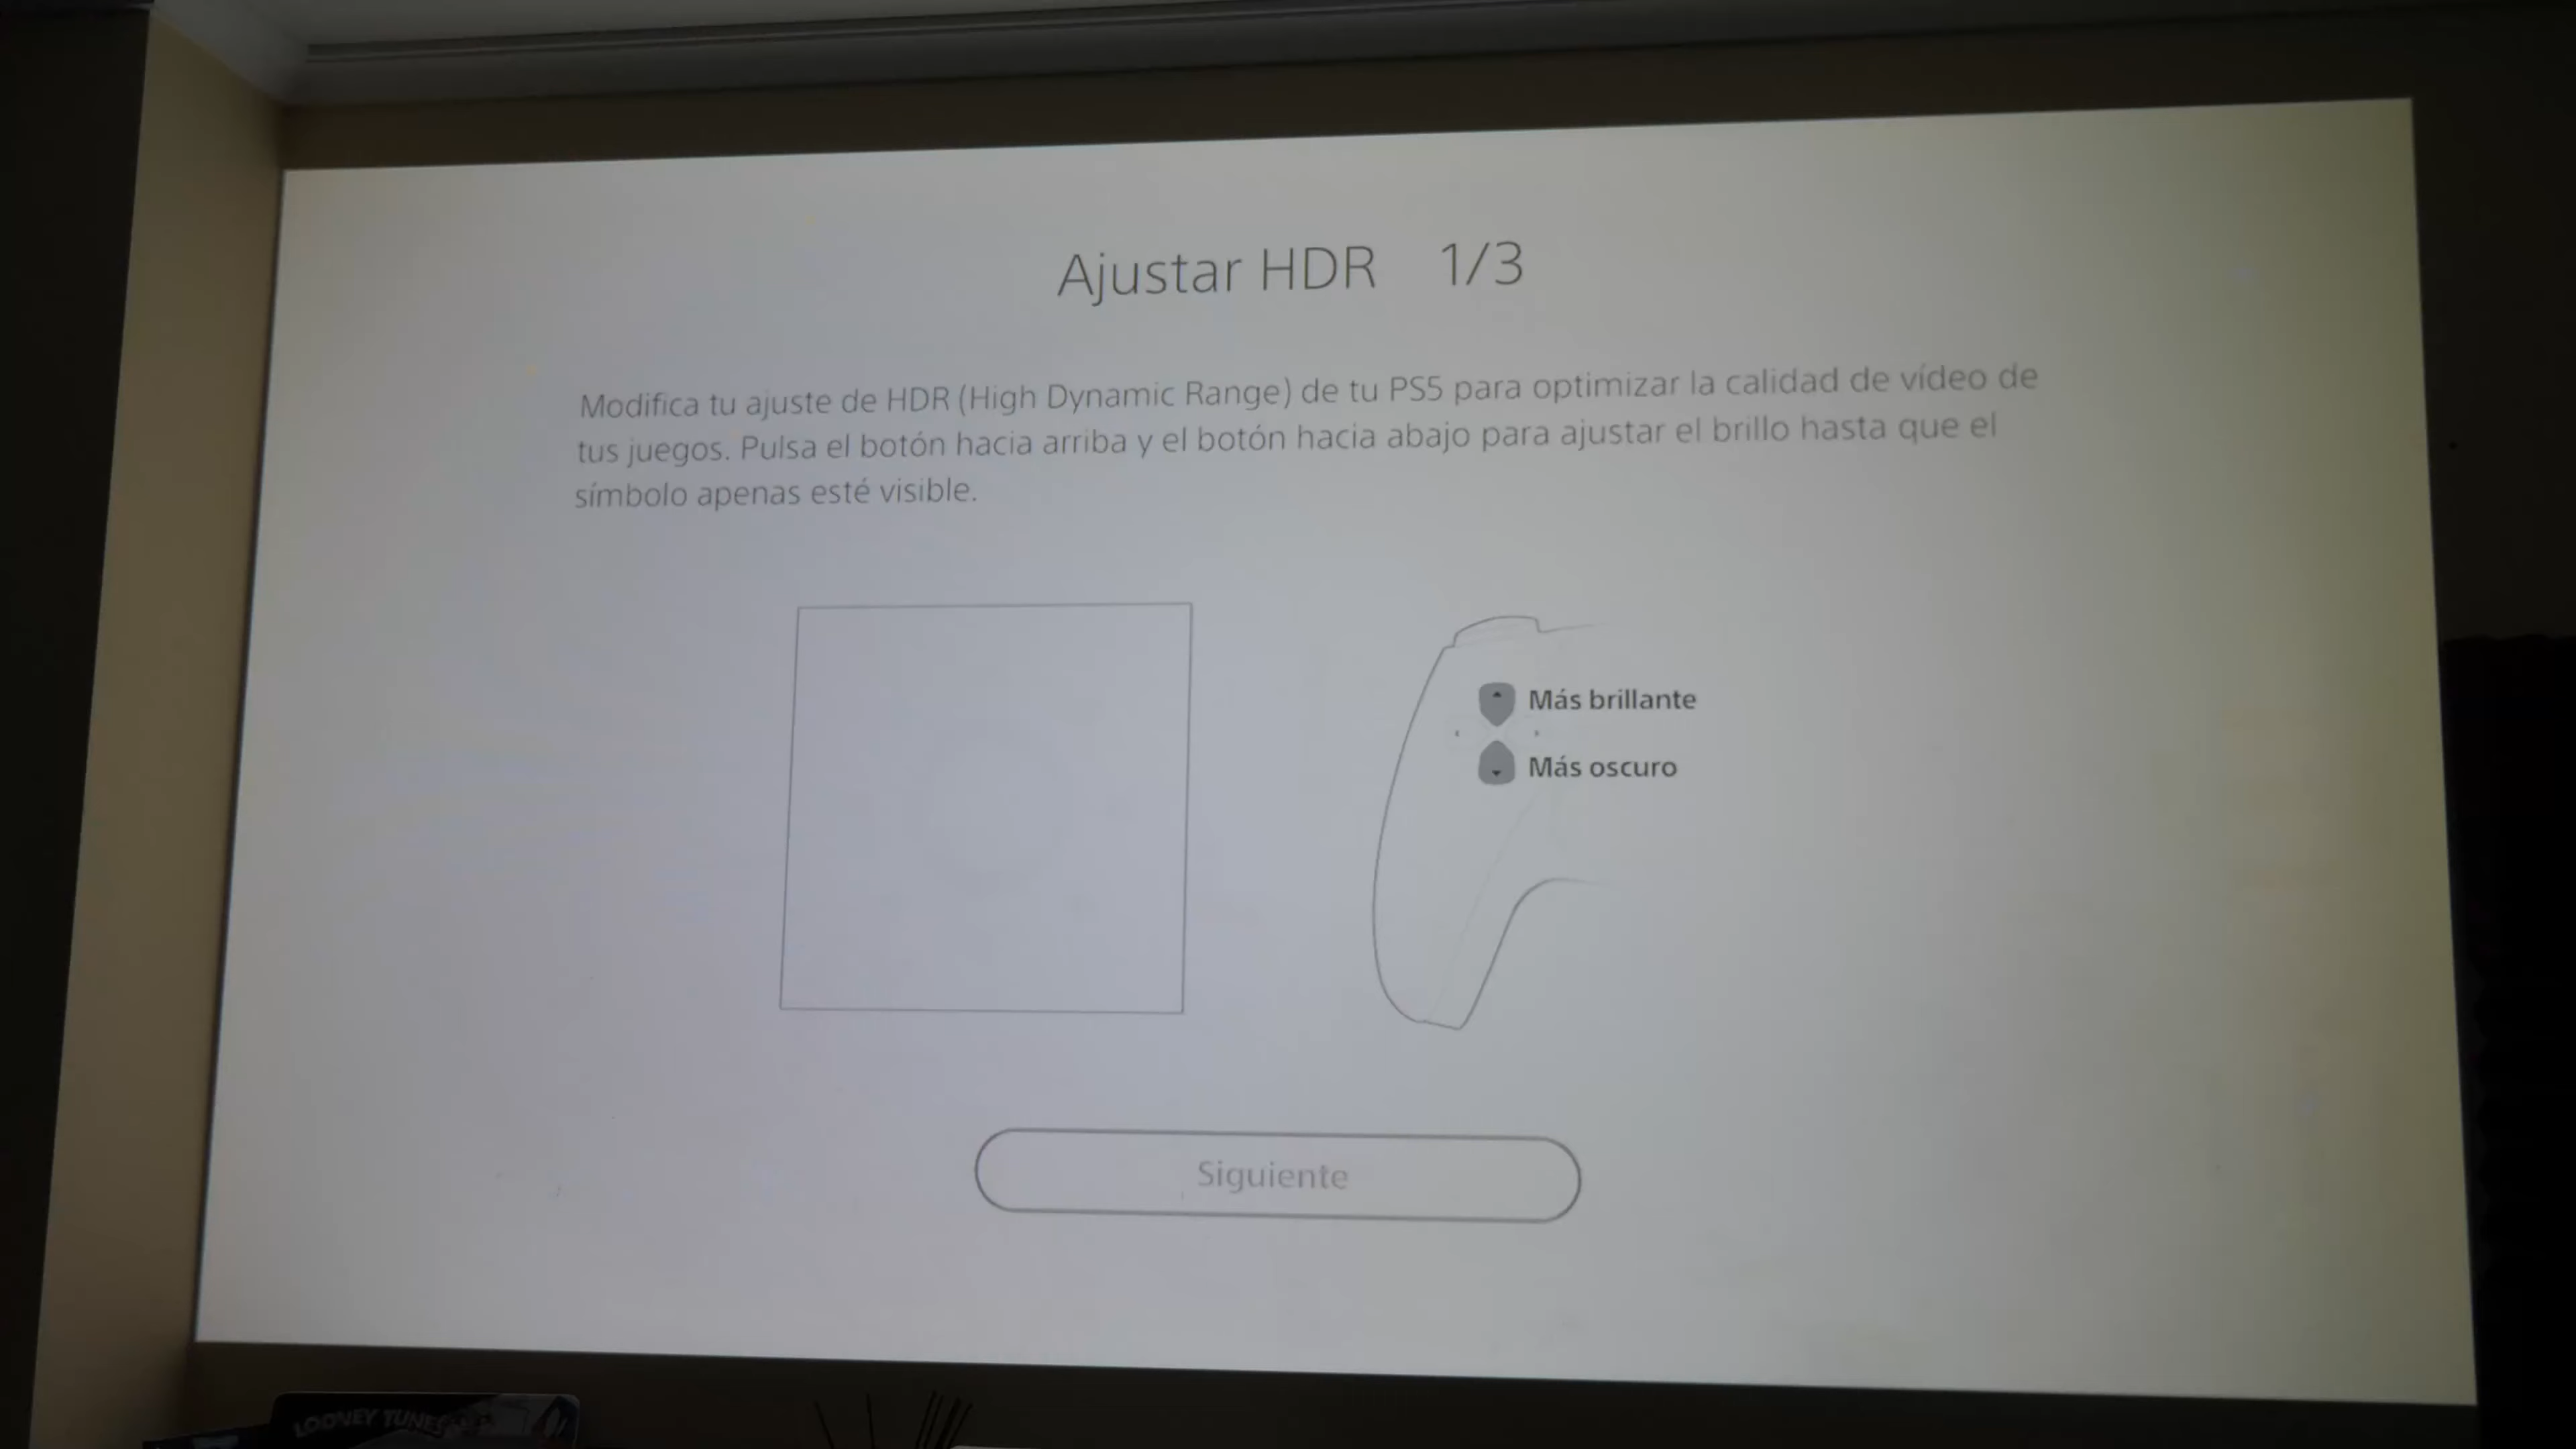 Ajustar HDR 1/3
Modifica tu ajuste de HDR (High Dynamic Range) de tu PS5 para optimizar la calidad de vídeo de
tus juegos. Pulsa el botón hacia arriba y el botón hacia abajo para ajustar el brillo hasta que el
símbolo apenas esté visible.
Más brillante
Más oscuro
Siguiente
LOONEY TUNES